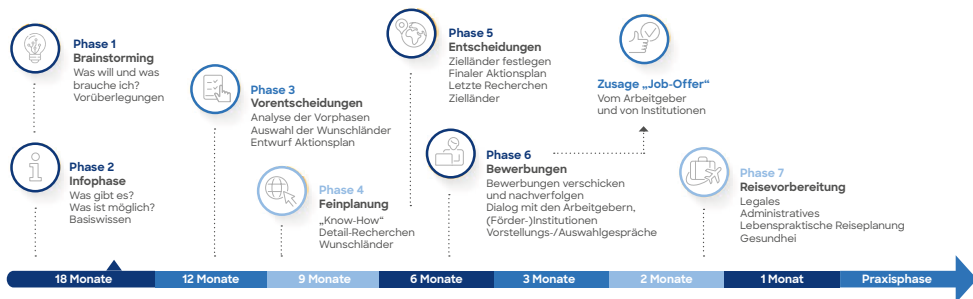 Phase 1
Brainstorming
Was will und was
brauche ich?
Vorüberlegungen
Phase 2
Infophase
Was gibt es?
Was ist möglich?
Basiswissen
Phase 3
Vorentscheidungen
Analyse der Vorphasen
Auswahl der Wunschländer
Entwurf Aktionsplan
Phase 4
Feinplanung
„Know-How“
Detail-Recherchen
Wunschländer
Phase 5
Entscheidungen
Zielländer festlegen
Finaler Aktionsplan
Letzte Recherchen
Zielländer
Phase 6
Bewerbungen
Bewerbungen verschicken
und nachverfolgen
Dialog mit den Arbeitgebern,
(Förder-)Institutionen
Vorstellungs-/Auswahlgespräche
Zusage „Job-Offer“
Vom Arbeitgeber
und von Institutionen
Phase 7
Reisevorbereitung
Legales
Administratives
Lebenspraktische Reiseplanung
Gesundhei
18 Monate
12 Monate
9 Monate
6 Monate
3 Monate
2 Monate
1 Monat
Praxisphase